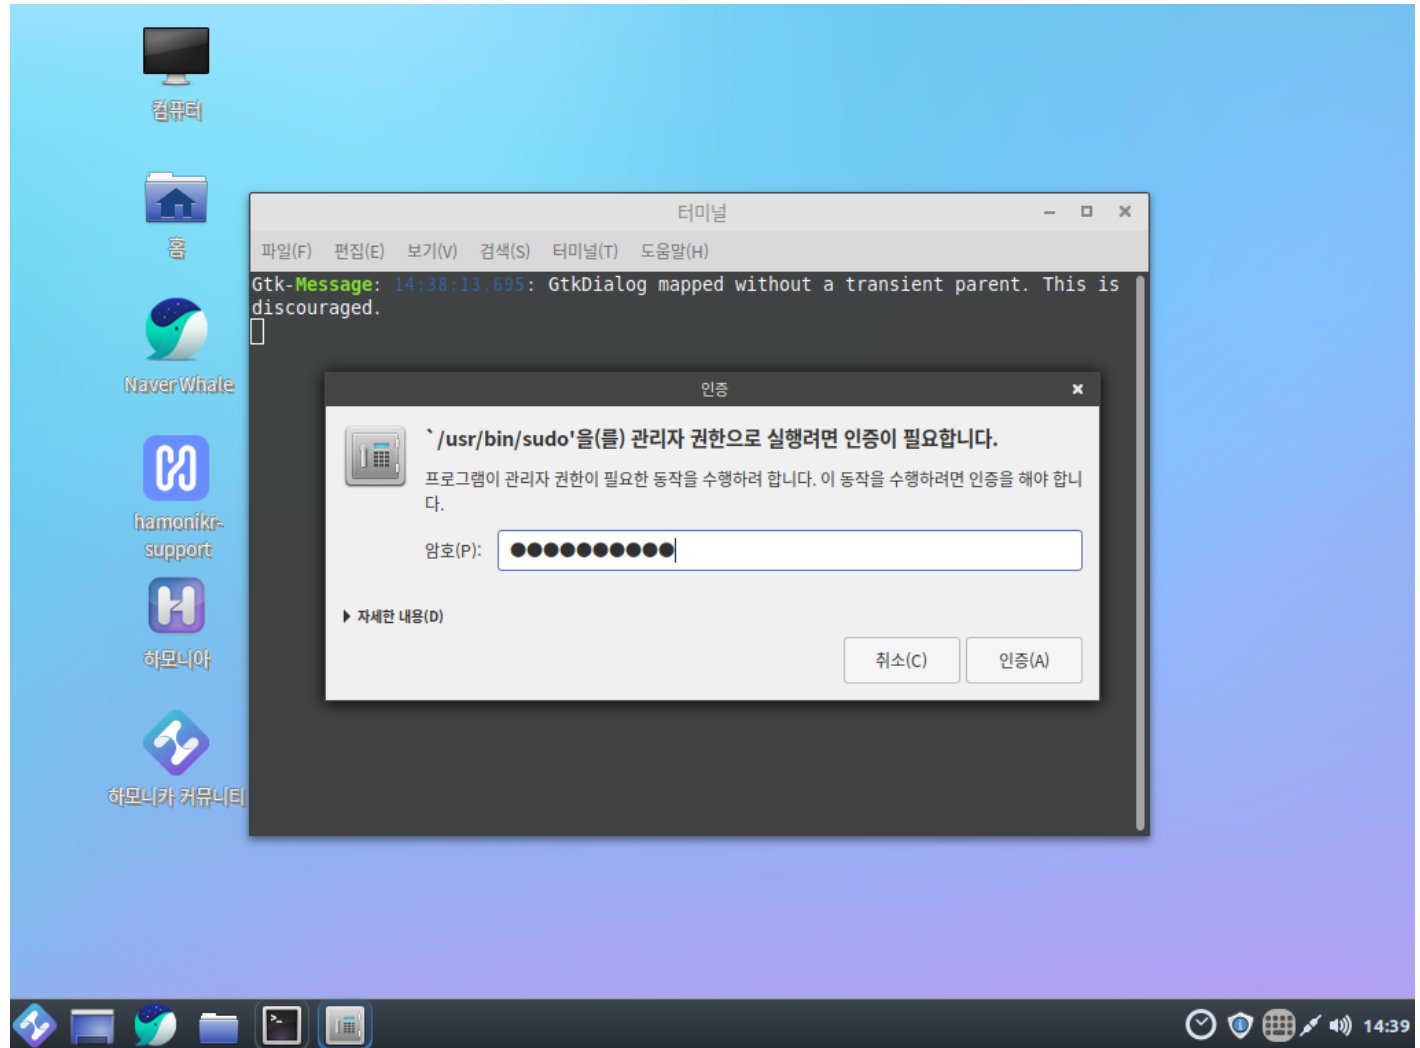 컴퓨터
홈
Naver Whale
hamonikr-
support
하모니아
하모니카 커뮤니티
터미널
파일(F) 편집(E) 보기(V) 검색(S) 터미널(T) 도움말(H)
Gtk-Message: 14:38:13.695: GtkDialog mapped without a transient parent. This is
discouraged.
인증
`/usr/bin/sudo'을(를) 관리자 권한으로 실행려면 인증이 필요합니다.
프로그램이 관리자 권한이 필요한 동작을 수행하려 합니다. 이 동작을 수행하려면 인증을 해야 합니
다.
암호(P): ●●●●●●●●●●
자세한 내용(D)
취소(C) 인증(A)
14:39